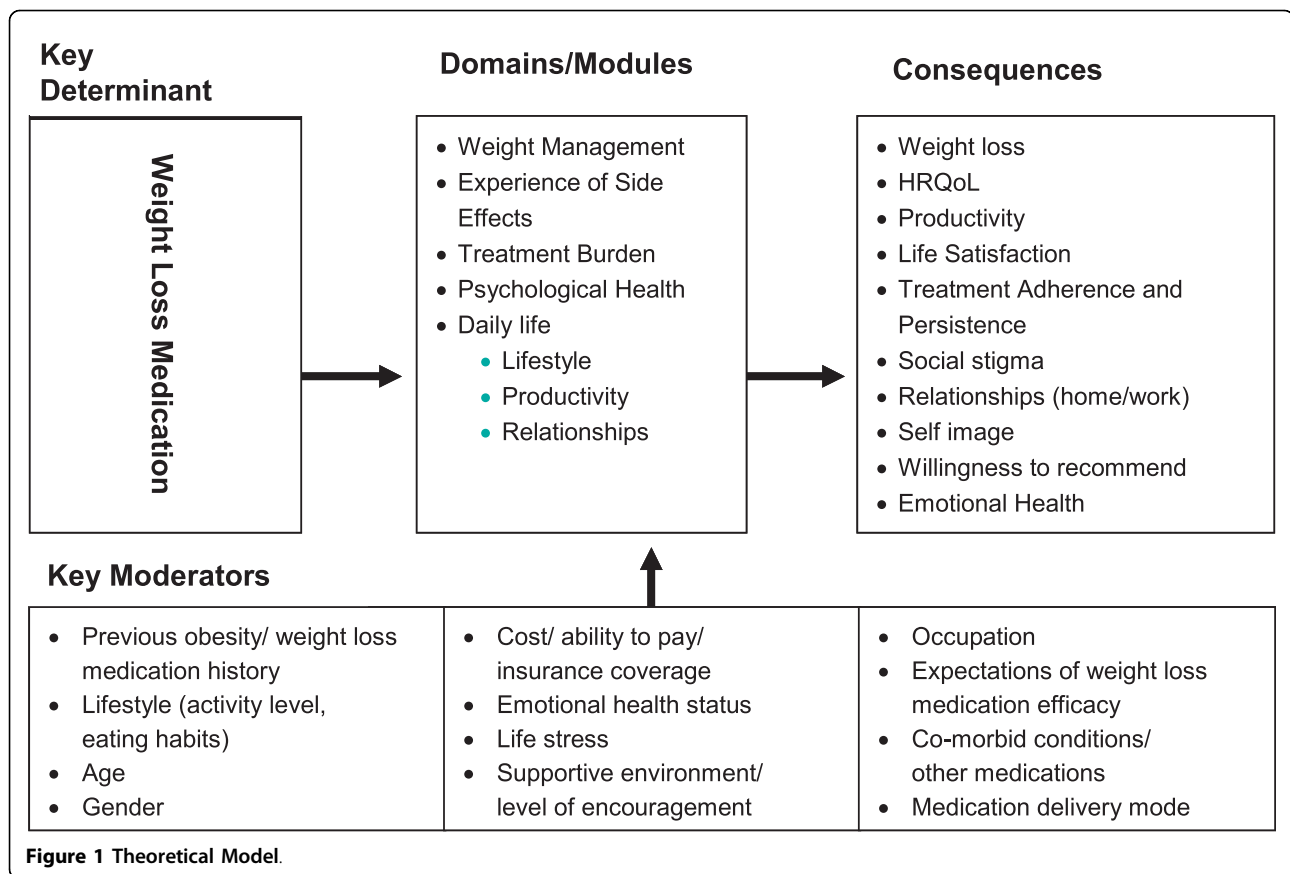 Key
Determinant
Domains/Modules
Consequences
Weight Loss Medication
• Weight Management
• Experience of Side
Effects
• Treatment Burden
• Psychological Health
• Daily life
• Lifestyle
• Productivity
• Relationships
• Weight loss
• HRQoL
• Productivity
• Life Satisfaction
• Treatment Adherence and
Persistence
• Social stigma
• Relationships (home/work)
• Self image
• Willingness to recommend
• Emotional Health
Key Moderators
• Previous obesity/ weight loss
medication history
• Lifestyle (activity level,
eating habits)
• Age
• Gender
• Cost/ ability to pay/
insurance coverage
• Emotional health status
• Life stress
• Supportive environment/
level of encouragement
• Occupation
• Expectations of weight loss
medication efficacy
• Co-morbid conditions/
other medications
• Medication delivery mode
Figure 1 Theoretical Model.